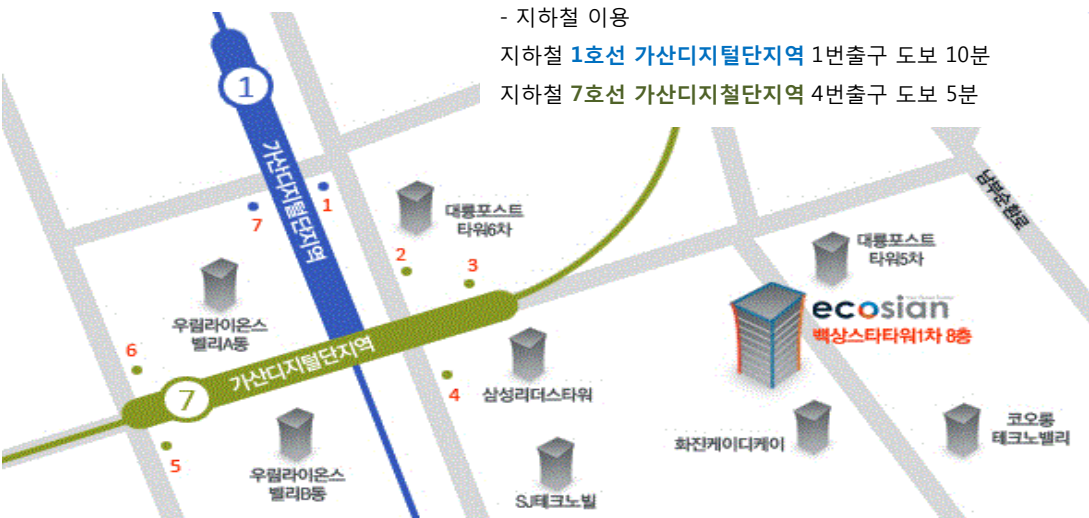 - 지하철 이용
지하철 1호선 가산디지털단지역 1번출구 도보 10분
지하철 7호선 가산디지철단지역 4번출구 도보 5분
1
가산디지털단지역
남부순환로
1
7
대륭포스트
타워6차
2
3
대륭포스트
타워5차
우림라이온스
밸리A동
ecosian
백상스타타워1차 8층
6
7
가산디지털단지역
4
삼성리더스타워
5
우림라이온스
밸리B동
SJ테크노빌
화진케이디케이
코오롱
테크노밸리